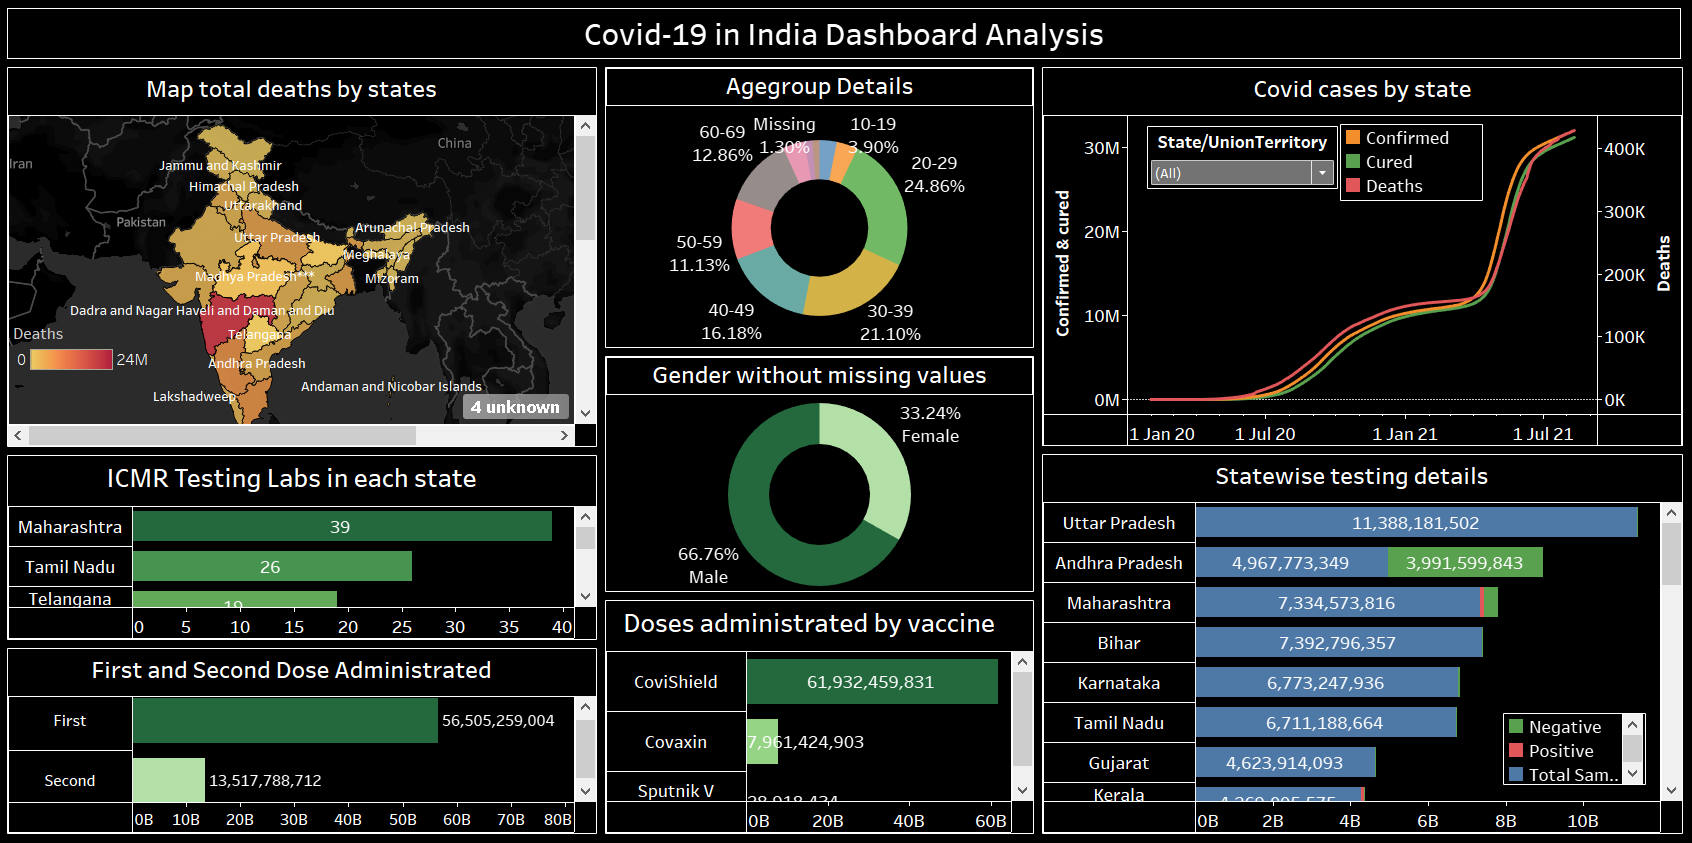 Covid-19 in India Dashboard Analysis
Map total deaths by states
Iran
China
Pakistan
Jammu and Kashmir
Himachal Pradesh
Uttarakhand
Uttar Pradesh
Arunachal Pradesh
Meghalaya
Madhya Pradesh***
Mizoram
Dadra and Nagar Haveli and Daman and Diu
Telangana
Andhra Pradesh
Andaman and Nicobar Islands
Lakshadweep
Deaths
0 24M
4 unknown
ICMR Testing Labs in each state
Maharashtra 39
Tamil Nadu 26
Telangana 19
0 5 10 15 20 25 30 35 40
First and Second Dose Administrated
First 56,505,259,004
Second 13,517,788,712
0B 10B 20B 30B 40B 50B 60B 70B 80B
Agegroup Details
Missing
1.30%
10-19
3.90%
20-29
24.86%
30-39
21.10%
40-49
16.18%
50-59
11.13%
60-69
12.86%
Gender without missing values
33.24%
Female
66.76%
Male
Doses administrated by vaccine
CoviShield 61,932,459,831
Covaxin 7,961,424,903
Sputnik V
0B 20B 40B 60B
Covid cases by state
State/UnionTerritory
(All)
Confirmed
Cured
Deaths
Confirmed & cured
30M
20M
10M
0M
Deaths
400K
300K
200K
100K
0K
1 Jan 20 1 Jul 20 1 Jan 21 1 Jul 21
Statewise testing details
Uttar Pradesh 11,388,181,502
Andhra Pradesh 4,967,773,349 3,991,599,843
Maharashtra 7,334,573,816
Bihar 7,392,796,357
Karnataka 6,773,247,936
Tamil Nadu 6,711,188,664
Gujarat 4,623,914,093
Kerala
Negative
Positive
Total Sam..
0B 2B 4B 6B 8B 10B